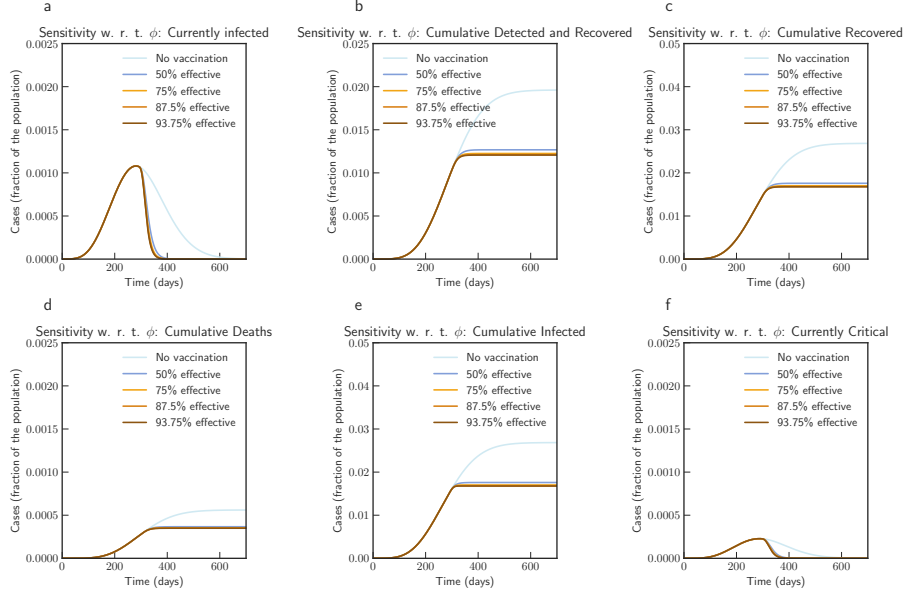 a
Sensitivity w. r. t. ϕ: Currently infected
Cases (fraction of the population)
0.0025
0.0020
0.0015
0.0010
0.0005
0.0000
No vaccination
50% effective
75% effective
87.5% effective
93.75% effective
0 200 400 600
Time (days)
b
Sensitivity w. r. t. ϕ: Cumulative Detected and Recovered
Cases (fraction of the population)
0.025
0.020
0.015
0.010
0.005
0.000
No vaccination
50% effective
75% effective
87.5% effective
93.75% effective
0 200 400 600
Time (days)
c
Sensitivity w. r. t. ϕ: Cumulative Recovered
Cases (fraction of the population)
0.05
0.04
0.03
0.02
0.01
0.00
No vaccination
50% effective
75% effective
87.5% effective
93.75% effective
0 200 400 600
Time (days)
d
Sensitivity w. r. t. ϕ: Cumulative Deaths
Cases (fraction of the population)
0.0025
0.0020
0.0015
0.0010
0.0005
0.0000
No vaccination
50% effective
75% effective
87.5% effective
93.75% effective
0 200 400 600
Time (days)
e
Sensitivity w. r. t. ϕ: Cumulative Infected
Cases (fraction of the population)
0.05
0.04
0.03
0.02
0.01
0.00
No vaccination
50% effective
75% effective
87.5% effective
93.75% effective
0 200 400 600
Time (days)
f
Sensitivity w. r. t. ϕ: Currently Critical
Cases (fraction of the population)
0.0025
0.0020
0.0015
0.0010
0.0005
0.0000
No vaccination
50% effective
75% effective
87.5% effective
93.75% effective
0 200 400 600
Time (days)